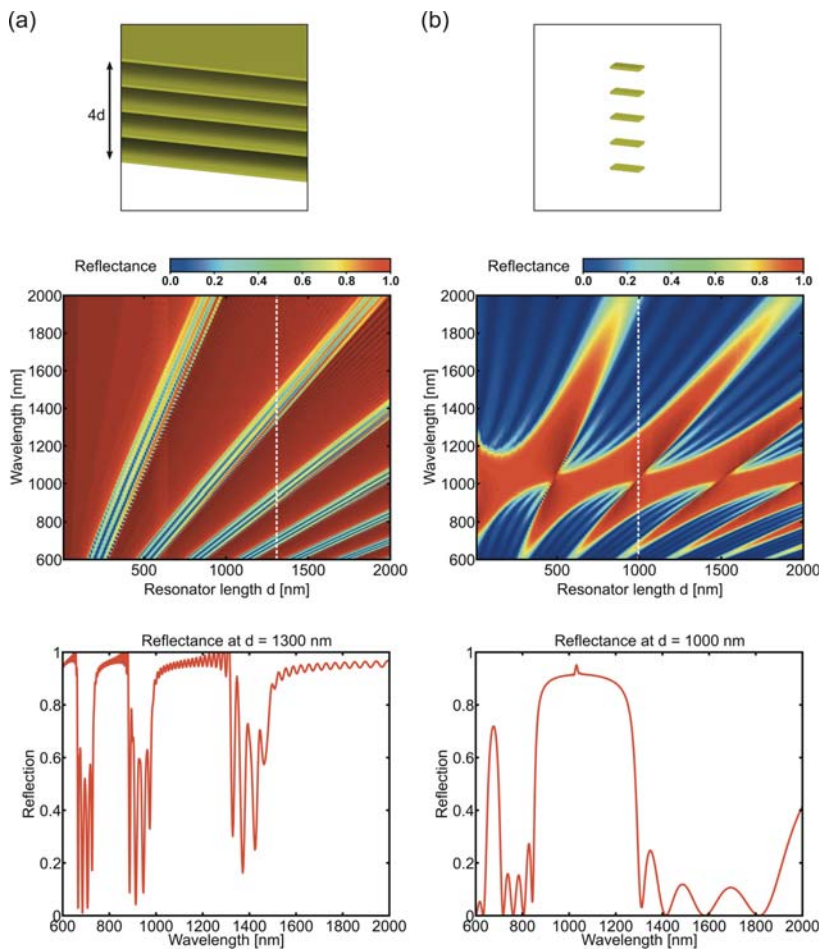 (a)
(b)
4d
Reflectance
0.0 0.2 0.4 0.6 0.8 1.0
Reflectance
0.0 0.2 0.4 0.6 0.8 1.0
2000
1800
1600
1400
1200
1000
800
600
Wavelength [nm]
500 1000 1500 2000
Resonator length d [nm]
2000
1800
1600
1400
1200
1000
800
600
Wavelength [nm]
500 1000 1500 2000
Resonator length d [nm]
Reflectance at d = 1300 nm
1
0.8
0.6
0.4
0.2
0
Reflection
600 800 1000 1200 1400 1600 1800 2000
Wavelength [nm]
Reflectance at d = 1000 nm
1
0.8
0.6
0.4
0.2
0
Reflection
600 800 1000 1200 1400 1600 1800 2000
Wavelength [nm]